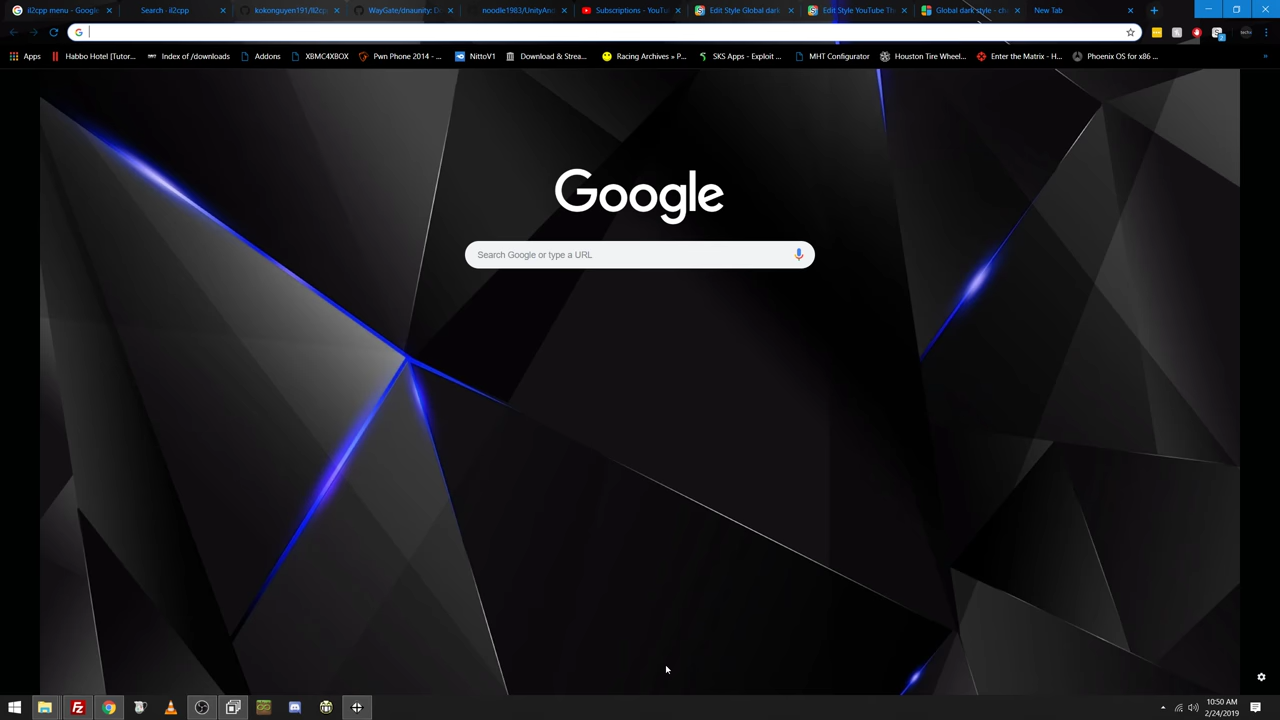 il2cpp menu - Google
Search · il2cpp
kokonguyen191/Il2cp
WayGate/dnaunity: D
noodle1983/UnityAn
Subscriptions - YouTu
Edit Style Global dark
Edit Style YouTube Th
Global dark style - ch
New Tab
Apps
Habbo Hotel [Tutor...
Index of /downloads
Addons
XBMC4XBOX
Pwn Phone 2014 - ...
NittoV1
Download & Strea...
Racing Archives » P...
SKS Apps - Exploit ...
MHT Configurator
Houston Tire Wheel...
Enter the Matrix - H...
Phoenix OS for x86 ...
»
Google
Search Google or type a URL
10:50 AM
2/24/2019